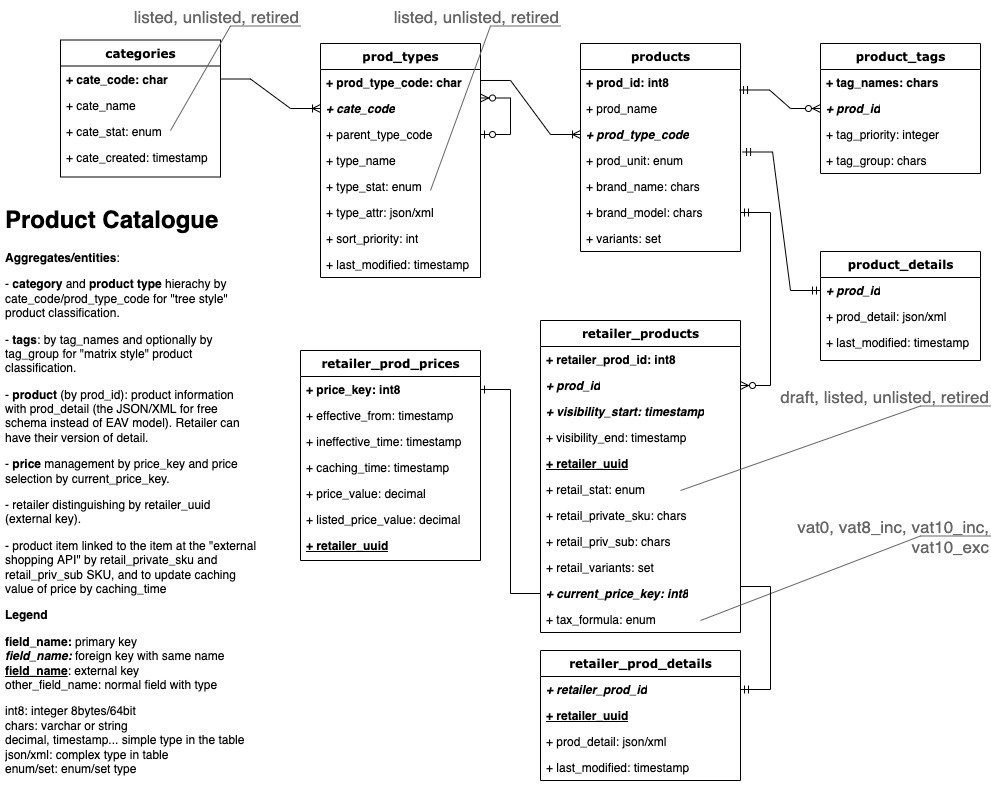 listed, unlisted, retired
listed, unlisted, retired
categories
+ cate_code: char
+ cate_name
+ cate_stat: enum
+ cate_created: timestamp
prod_types
+ prod_type_code: char
+ cate_code
+ parent_type_code
+ type_name
+ type_stat: enum
+ type_attr: json/xml
+ sort_priority: int
+ last_modified: timestamp
products
+ prod_id: int8
+ prod_name
+ prod_type_code
+ prod_unit: enum
+ brand_name: chars
+ brand_model: chars
+ variants: set
product_tags
+ tag_names: chars
+ prod_id
+ tag_priority: integer
+ tag_group: chars
product_details
+ prod_id
+ prod_detail: json/xml
+ last_modified: timestamp
Product Catalogue
Aggregates/entities:
- category and product type hierachy by
cate_code/prod_type_code for "tree style"
product classification.
- tags: by tag_names and optionally by
tag_group for "matrix style" product
classification.
- product (by prod_id): product information
with prod_detail (the JSON/XML for free
schema instead of EAV model). Retailer can
have their version of detail.
- price management by price_key and price
selection by current_price_key.
- retailer distinguishing by retailer_uuid
(external key).
- product item linked to the item at the "external
shopping API" by retail_private_sku and
retail_priv_sub SKU, and to update caching
value of price by caching_time
Legend
field_name: primary key
field_name: foreign key with same name
field_name: external key
other_field_name: normal field with type
int8: integer 8bytes/64bit
chars: varchar or string
decimal, timestamp... simple type in the table
json/xml: complex type in table
enum/set: enum/set type
retailer_prod_prices
+ price_key: int8
+ effective_from: timestamp
+ ineffective_time: timestamp
+ caching_time: timestamp
+ price_value: decimal
+ listed_price_value: decimal
+ retailer_uuid
retailer_products
+ retailer_prod_id: int8
+ prod_id
+ visibility_start: timestamp
+ visibility_end: timestamp
+ retailer_uuid
+ retail_stat: enum
+ retail_private_sku: chars
+ retail_priv_sub: chars
+ retail_variants: set
+ current_price_key: int8
+ tax_formula: enum
draft, listed, unlisted, retired
vat0, vat8_inc, vat10_inc,
vat10_exc
retailer_prod_details
+ retailer_prod_id
+ retailer_uuid
+ prod_detail: json/xml
+ last_modified: timestamp